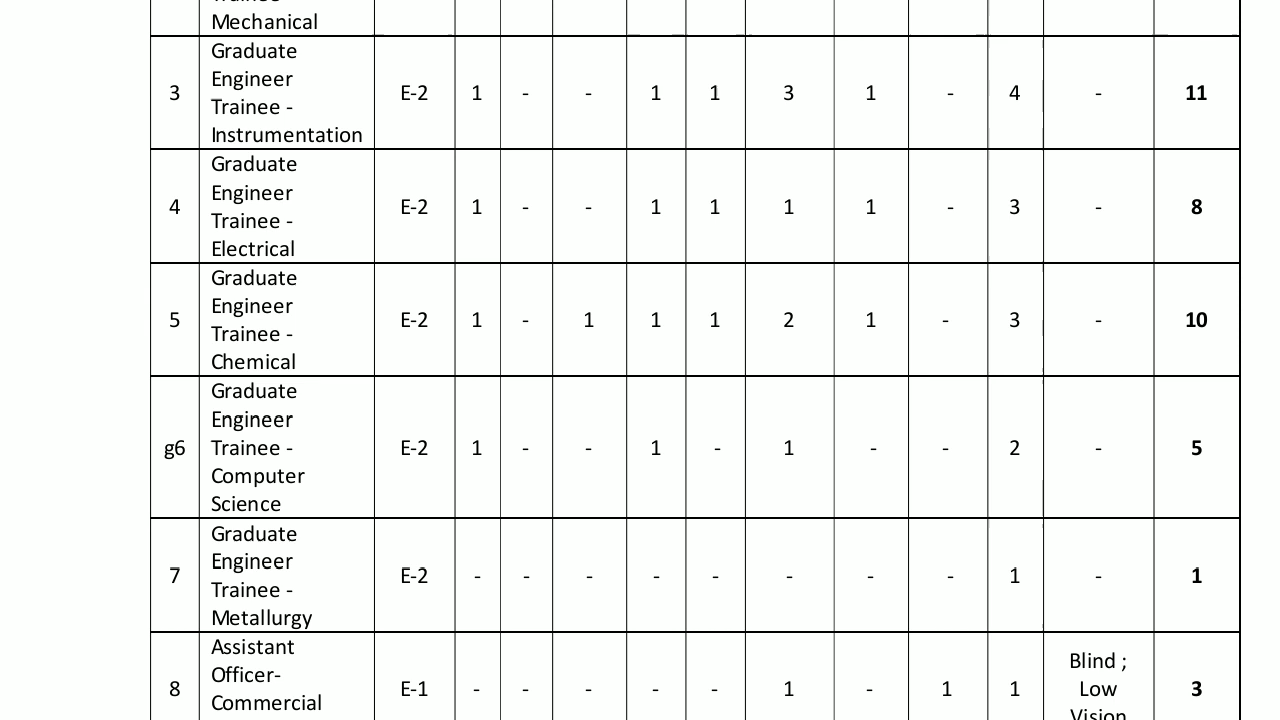 Trainee -
Mechanical
3 Graduate Engineer Trainee - Instrumentation E-2 1 - - 1 1 3 1 - 4 - 11
4 Graduate Engineer Trainee - Electrical E-2 1 - - 1 1 1 1 - 3 - 8
5 Graduate Engineer Trainee - Chemical E-2 1 - 1 1 1 2 1 - 3 - 10
g6 Graduate Engineer Trainee - Computer Science E-2 1 - - 1 - 1 - - 2 - 5
7 Graduate Engineer Trainee - Metallurgy E-2 - - - - - - - - 1 - 1
8 Assistant Officer- Commercial E-1 - - - - - 1 - 1 1 Blind ; Low Vision 3